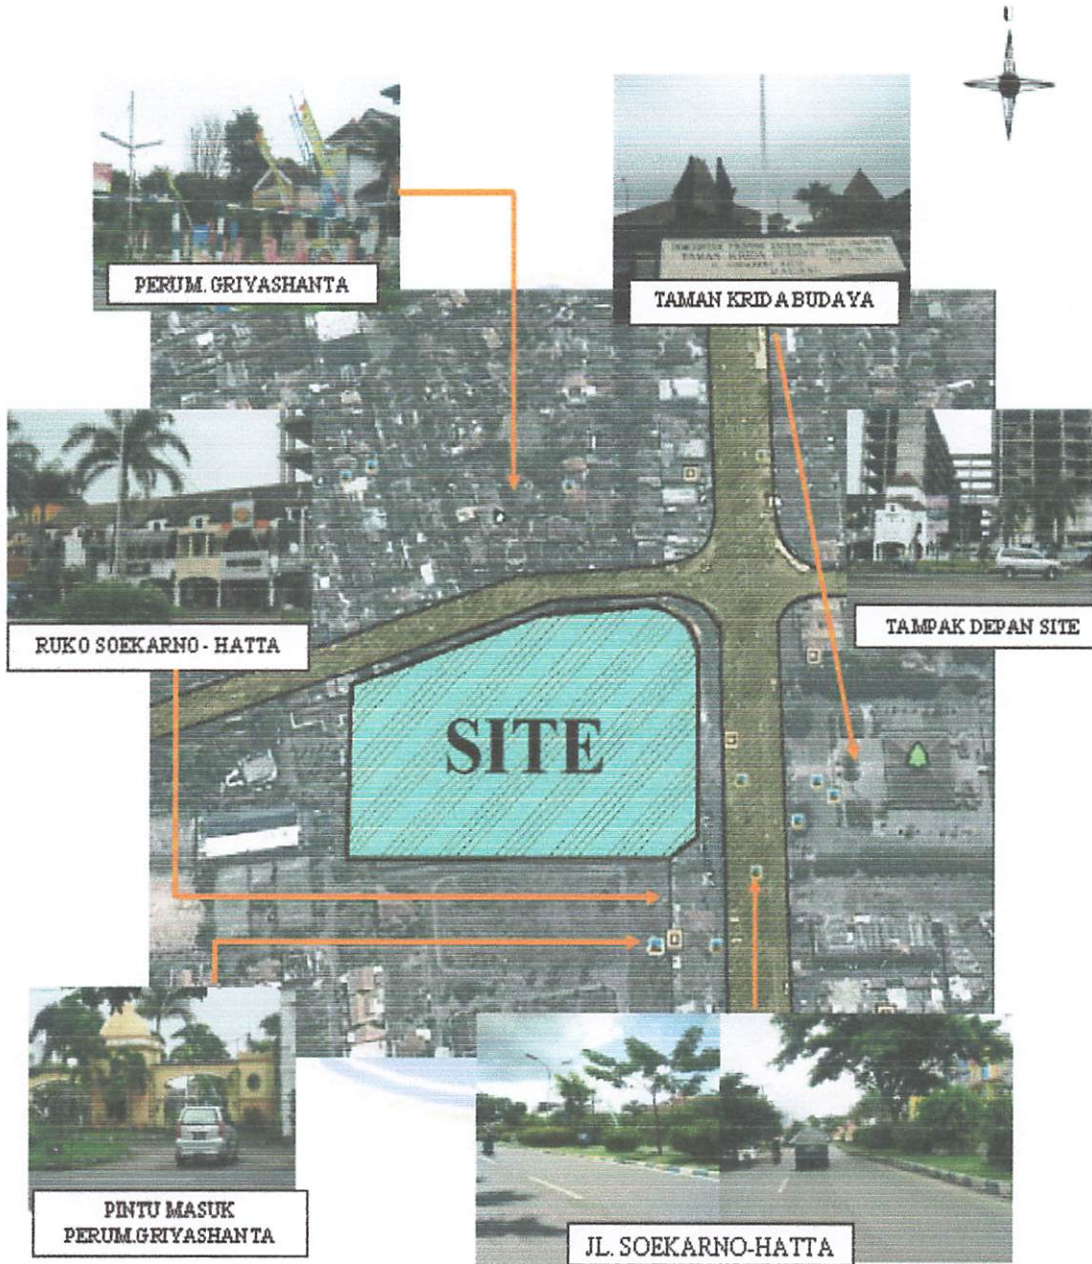 PERUM. GRIYASHANTA
TAMAN KRIDA BUDAYA
RUKO SOEKARNO - HATTA
TAMPAK DEPAN SITE
SITE
PINTU MASUK
PERUM.GRIYASHANTA
JL. SOEKARNO-HATTA